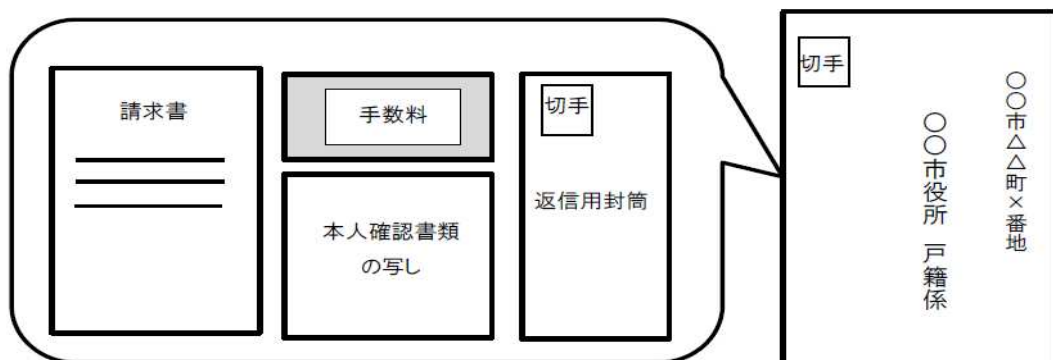 請求書
手数料
本人確認書類
の写し
切手
返信用封筒
切手
〇〇市△△町×番地
〇〇市役所 戸籍係